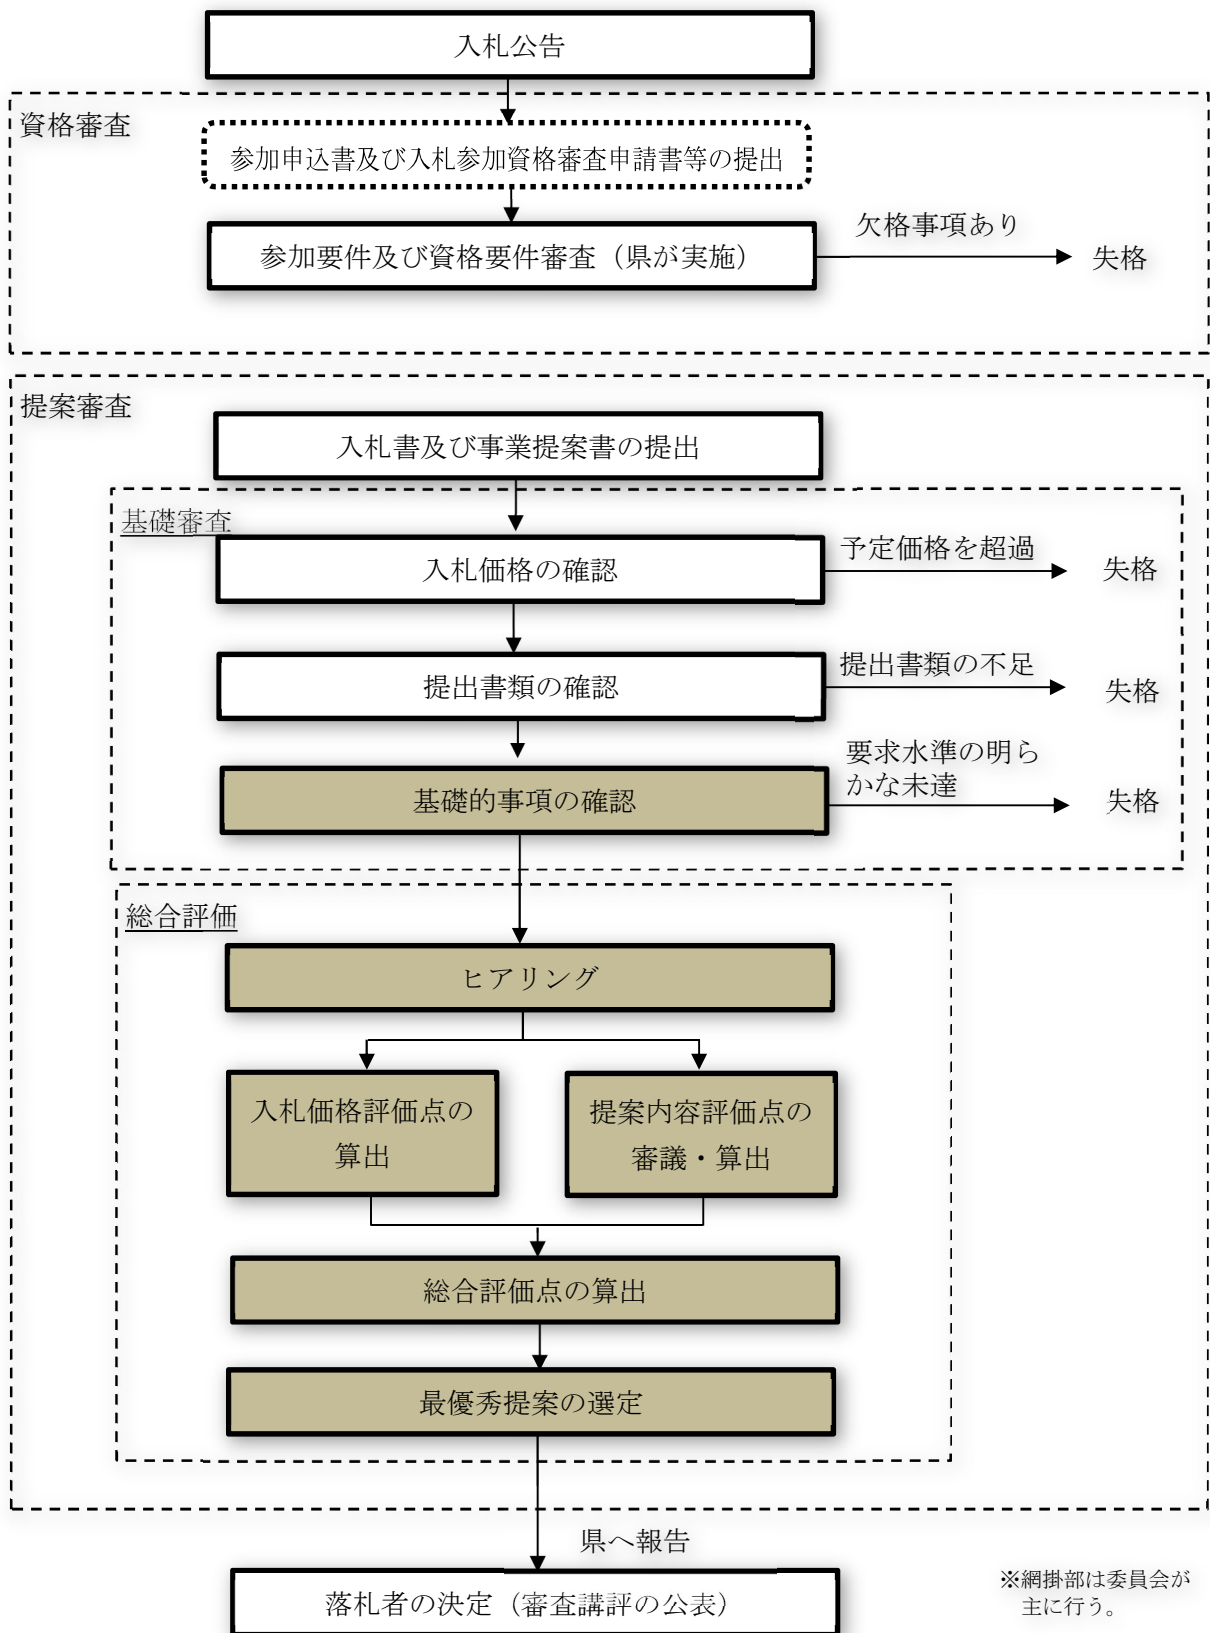 入札公告
資格審査
参加申込書及び入札参加資格審査申請書等の提出
参加要件及び資格要件審査（県が実施）
欠格事項あり
失格
提案審査
入札書及び事業提案書の提出
基礎審査
入札価格の確認
予定価格を超過
失格
提出書類の確認
提出書類の不足
失格
基礎的事項の確認
要求水準の明ら
かな未達
失格
総合評価
ヒアリング
入札価格評価点の
算出
提案内容評価点の
審議・算出
総合評価点の算出
最優秀提案の選定
県へ報告
落札者の決定（審査講評の公表）
※網掛部は委員会が
主に行う。